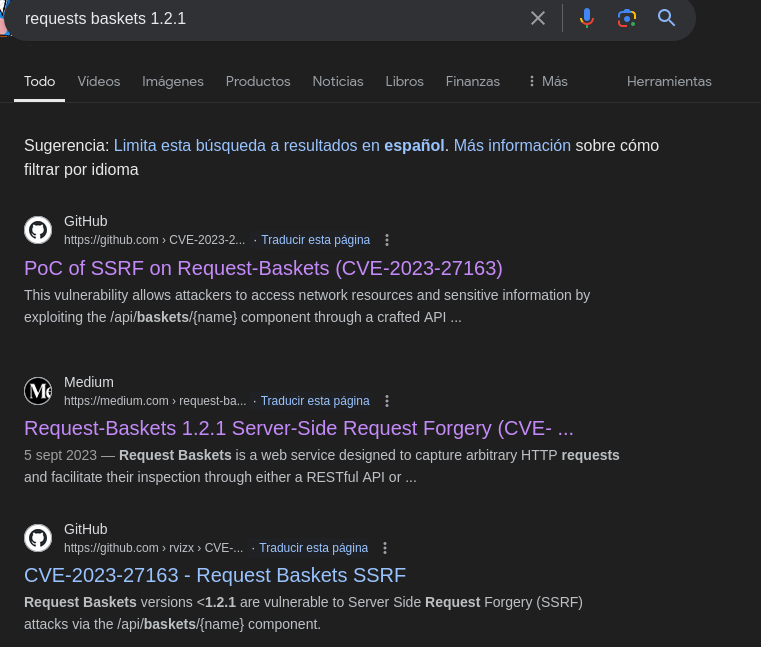 requests baskets 1.2.1
Todo Vídeos Imágenes Productos Noticias Libros Finanzas Más Herramientas
Sugerencia: Limita esta búsqueda a resultados en español. Más información sobre cómo
filtrar por idioma
GitHub
https://github.com › CVE-2023-2... · Traducir esta página
PoC of SSRF on Request-Baskets (CVE-2023-27163)
This vulnerability allows attackers to access network resources and sensitive information by
exploiting the /api/baskets/{name} component through a crafted API ...
Me
Medium
https://medium.com › request-ba... · Traducir esta página
Request-Baskets 1.2.1 Server-Side Request Forgery (CVE- ...
5 sept 2023 — Request Baskets is a web service designed to capture arbitrary HTTP requests
and facilitate their inspection through either a RESTful API or ...
GitHub
https://github.com › rvizx › CVE-... · Traducir esta página
CVE-2023-27163 - Request Baskets SSRF
Request Baskets versions <1.2.1 are vulnerable to Server Side Request Forgery (SSRF)
attacks via the /api/baskets/{name} component.